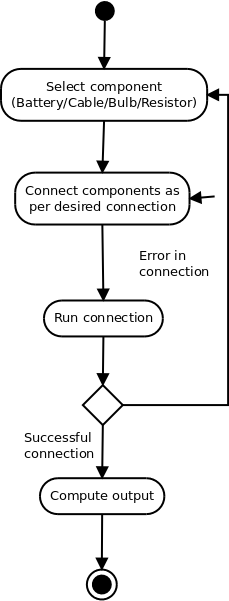 Select component
(Battery/Cable/Bulb/Resistor)
Connect components as
per desired connection
Error in
connection
Run connection
Successful
connection
Compute output